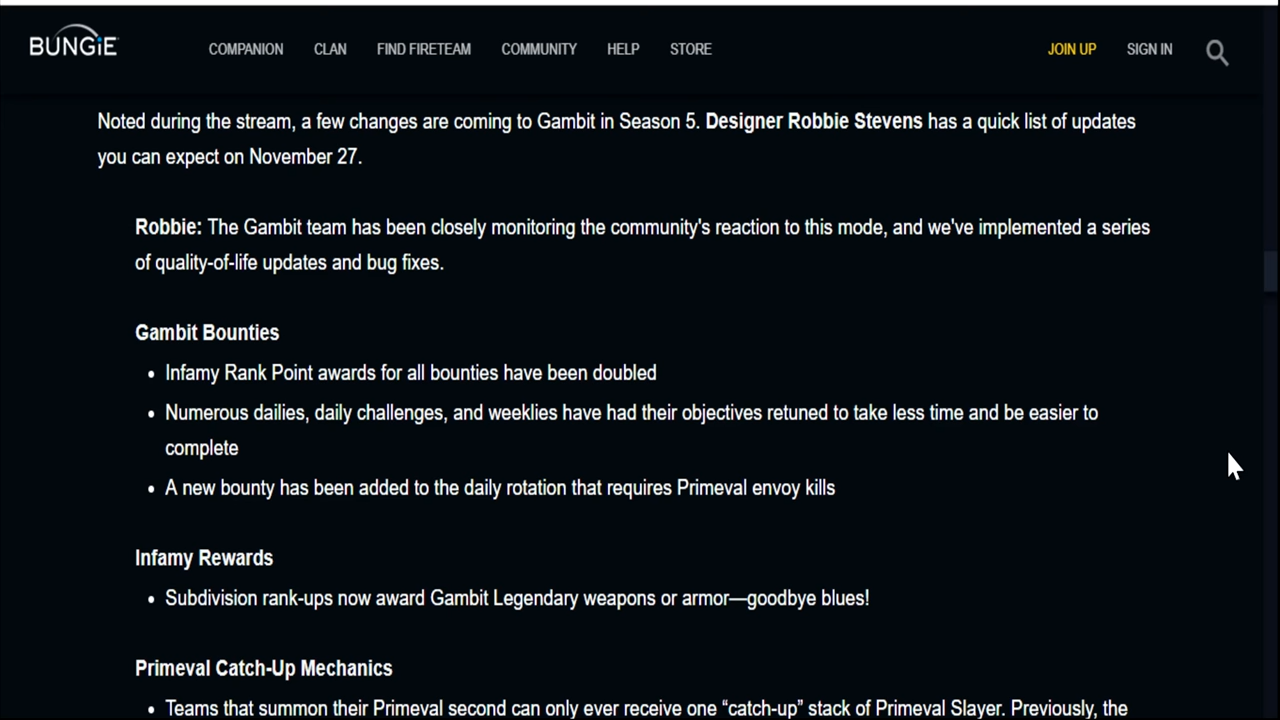 BUNGiE COMPANION CLAN FIND FIRETEAM COMMUNITY HELP STORE JOIN UP SIGN IN
Noted during the stream, a few changes are coming to Gambit in Season 5. Designer Robbie Stevens has a quick list of updates
you can expect on November 27.
Robbie: The Gambit team has been closely monitoring the community's reaction to this mode, and we've implemented a series
of quality-of-life updates and bug fixes.
Gambit Bounties
• Infamy Rank Point awards for all bounties have been doubled
• Numerous dailies, daily challenges, and weeklies have had their objectives retuned to take less time and be easier to
complete
• A new bounty has been added to the daily rotation that requires Primeval envoy kills
Infamy Rewards
• Subdivision rank-ups now award Gambit Legendary weapons or armor—goodbye blues!
Primeval Catch-Up Mechanics
• Teams that summon their Primeval second can only ever receive one “catch-up” stack of Primeval Slayer. Previously, the